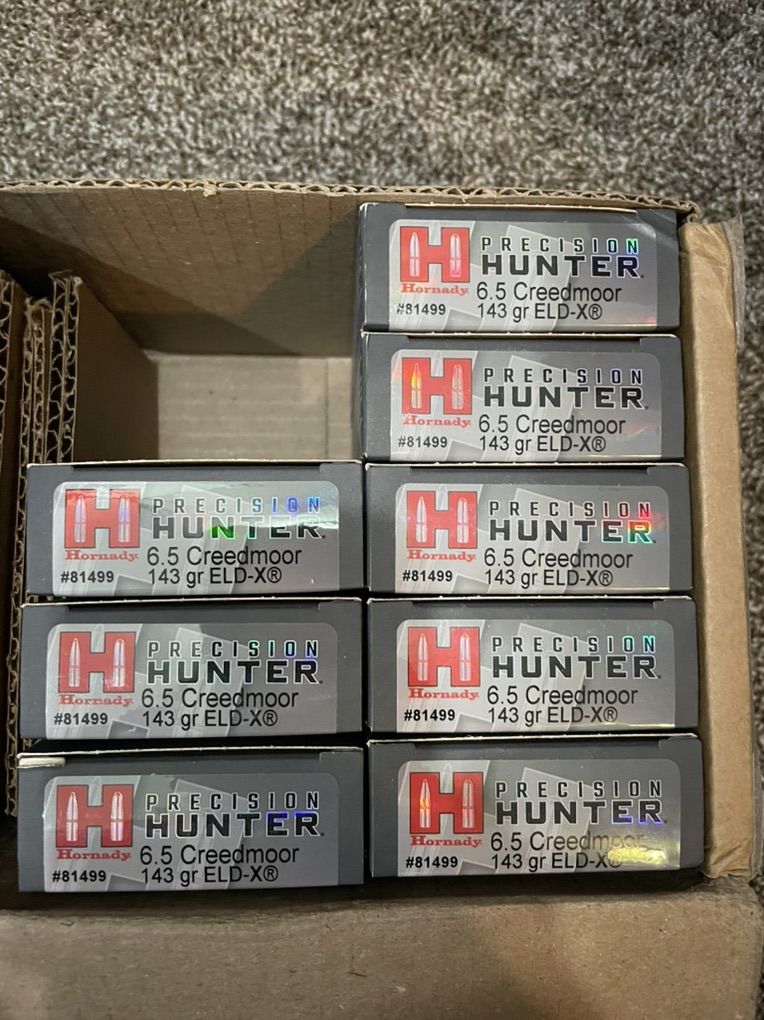 H PRECISION
HUNTER
Hornady 6.5 Creedmoor
#81499 143 gr ELD-X®
H PRECISION
HUNTER
Hornady 6.5 Creedmoor
#81499 143 gr ELD-X®
H PRECISION
HUNTER
Hornady 6.5 Creedmoor
#81499 143 gr ELD-X®
H PRECISION
HUNTER
Hornady 6.5 Creedmoor
#81499 143 gr ELD-X®
H PRECISION
HUNTER
Hornady 6.5 Creedmoor
#81499 143 gr ELD-X®
H PRECISION
HUNTER
Hornady 6.5 Creedmoor
#81499 143 gr ELD-X®
H PRECISION
HUNTER
Hornady 6.5 Creedmoor
#81499 143 gr ELD-X®
H PRECISION
HUNTER
Hornady 6.5 Creedmoor
#81499 143 gr ELD-X®